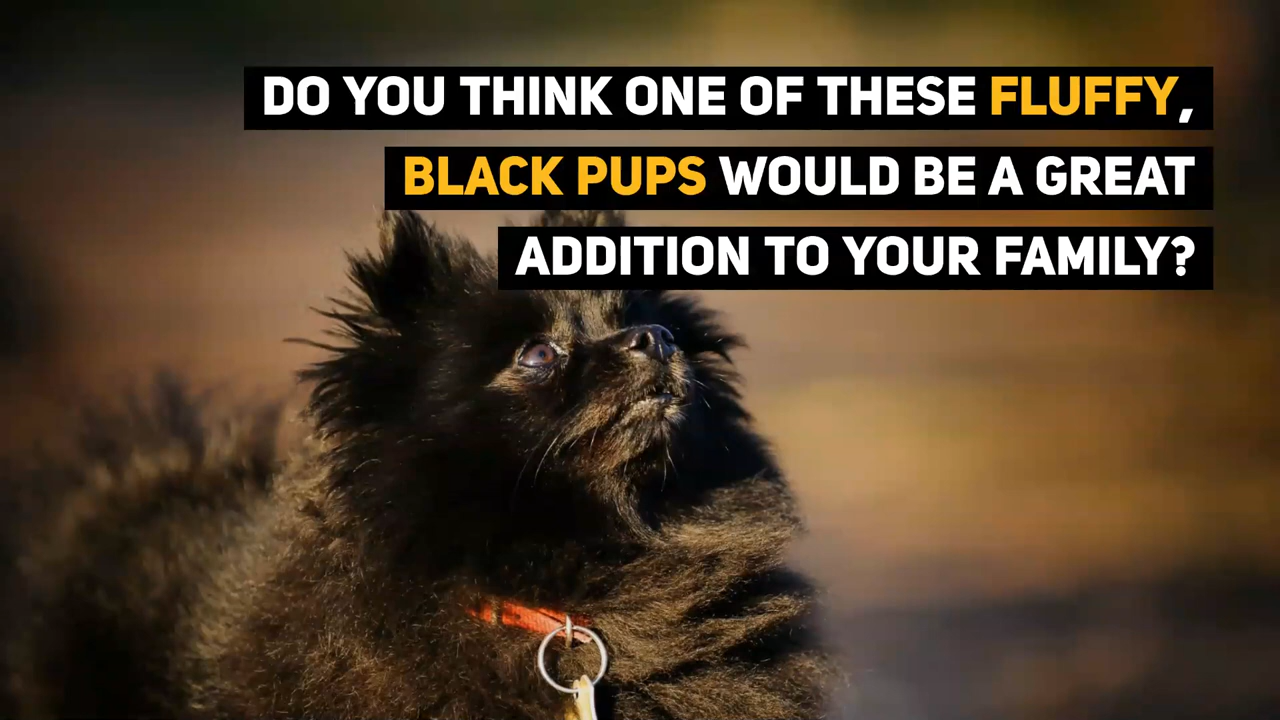 DO YOU THINK ONE OF THESE FLUFFY,
BLACK PUPS WOULD BE A GREAT
ADDITION TO YOUR FAMILY?